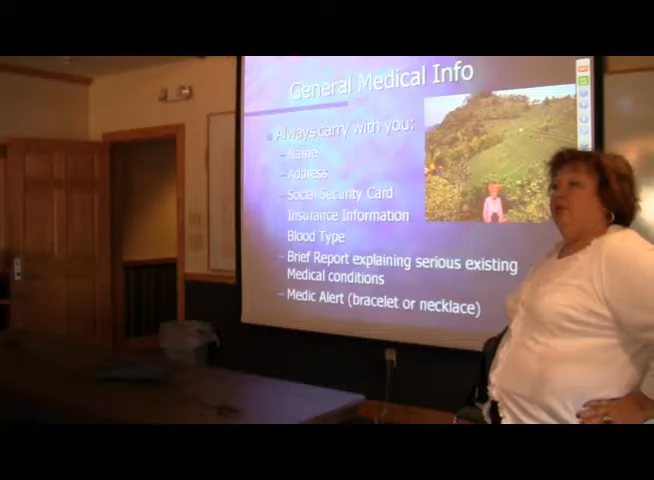 General Medical Info
Always carry with you:
– Name
– Address
– Social Security Card
Insurance Information
Blood Type
– Brief Report explaining serious existing
Medical conditions
– Medic Alert (bracelet or necklace)